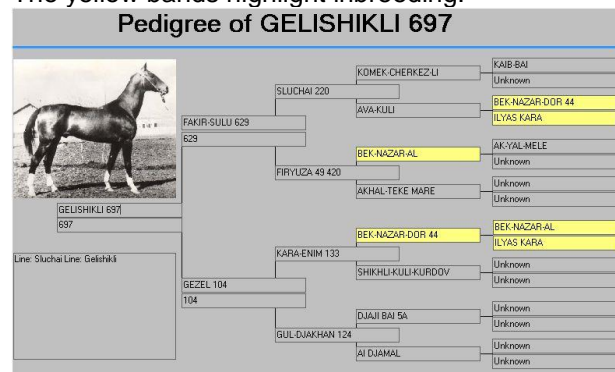 The yellow bands highlight inbreeding.
Pedigree of GELISHIKLI 697
KAIB-BAI
KOMEK-CHERKEZ-LI
Unknown
SLUCHAI 220
BEK-NAZAR-DOR 44
AVA-KULI
ILYAS KARA
FAKIR-SULU 629
629
AK-YAL-MELE
BEK-NAZAR-AL
Unknown
FIRYUZA 49 420
Unknown
AKHAL-TEKE MARE
Unknown
GELISHIKLI 697
697
BEK-NAZAR-AL
BEK-NAZAR-DOR 44
ILYAS KARA
KARA-ENIM 133
Unknown
SHIKHLI-KULI-KURDOV
Unknown
Line: Sluchai Line: Gelishikli
GEZEL 104
104
Unknown
DJAJI BAI 5A
Unknown
GUL-DJAKHAN 124
Unknown
AI DJAMAL
Unknown